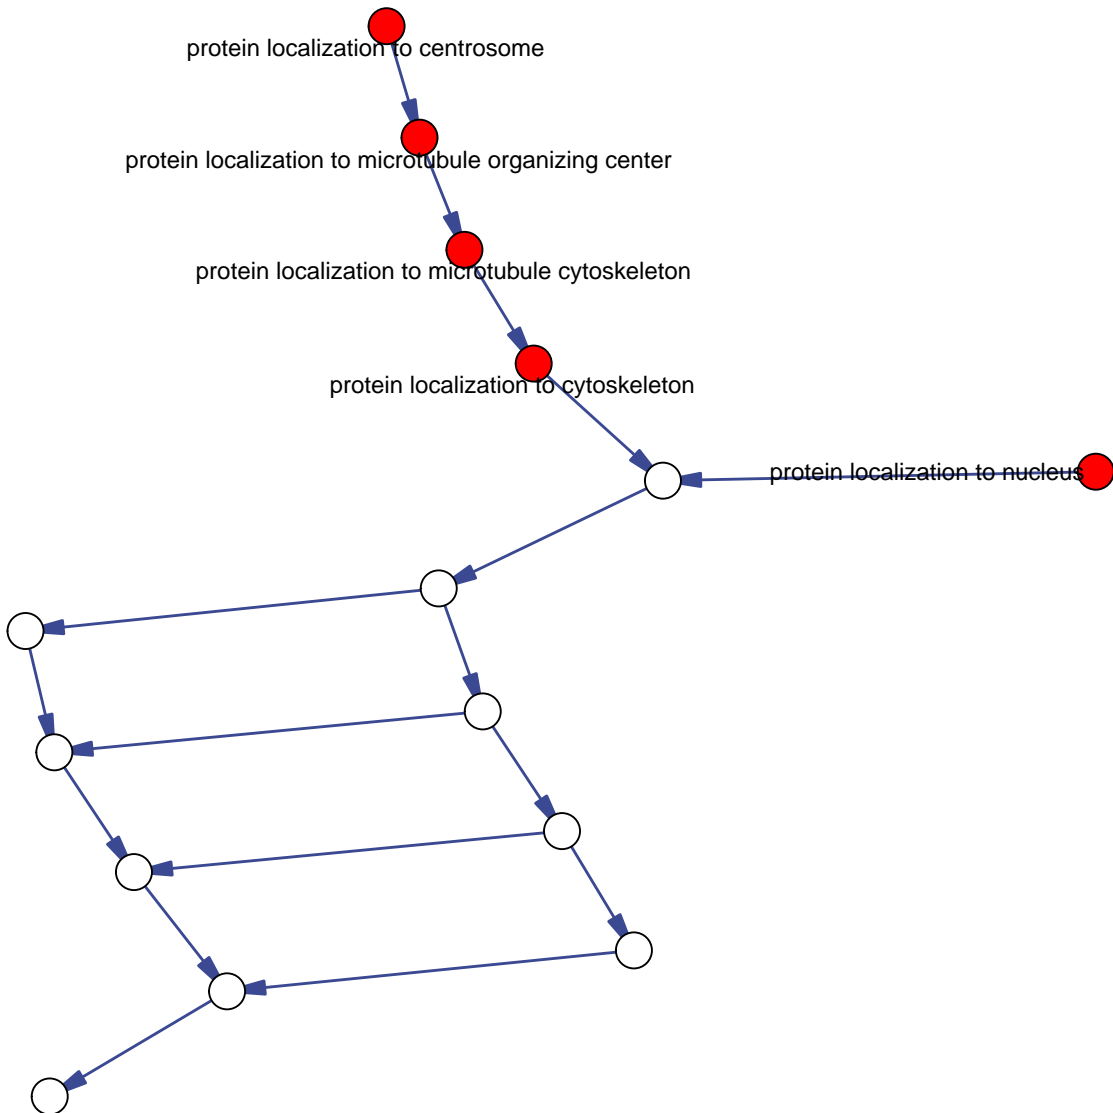 protein localization to centrosome
protein localization to microtubule organizing center
protein localization to microtubule cytoskeleton
protein localization to cytoskeleton
protein localization to nucleus